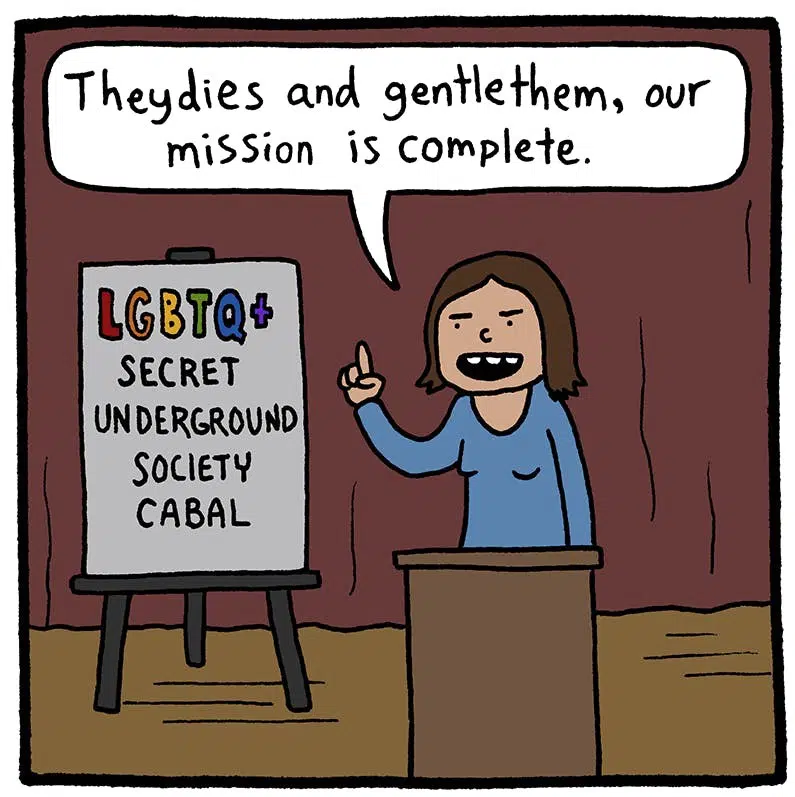 Theydies and gentlethem, our
mission is complete.
LGBTQ+
SECRET
UNDERGROUND
SOCIETY
CABAL